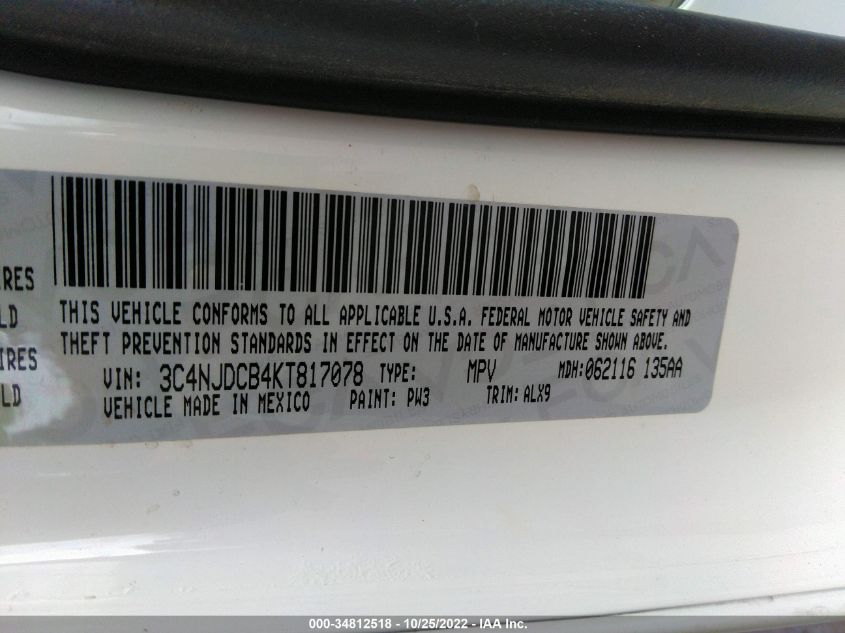 IRES
THIS VEHICLE CONFORMS TO ALL APPLICABLE U.S.A. FEDERAL MOTOR VEHICLE SAFETY AND
LD
THEFT PREVENTION STANDARDS IN EFFECT ON THE DATE OF MANUFACTURE SHOWN ABOVE.
IRES
VIN: 3C4NJDCB4KT817078 TYPE: MPV MDH:062116 135AA
LD
VEHICLE MADE IN MEXICO PAINT: PW3 TRIM:ALX9
000-34812518 - 10/25/2022 - IAA Inc.